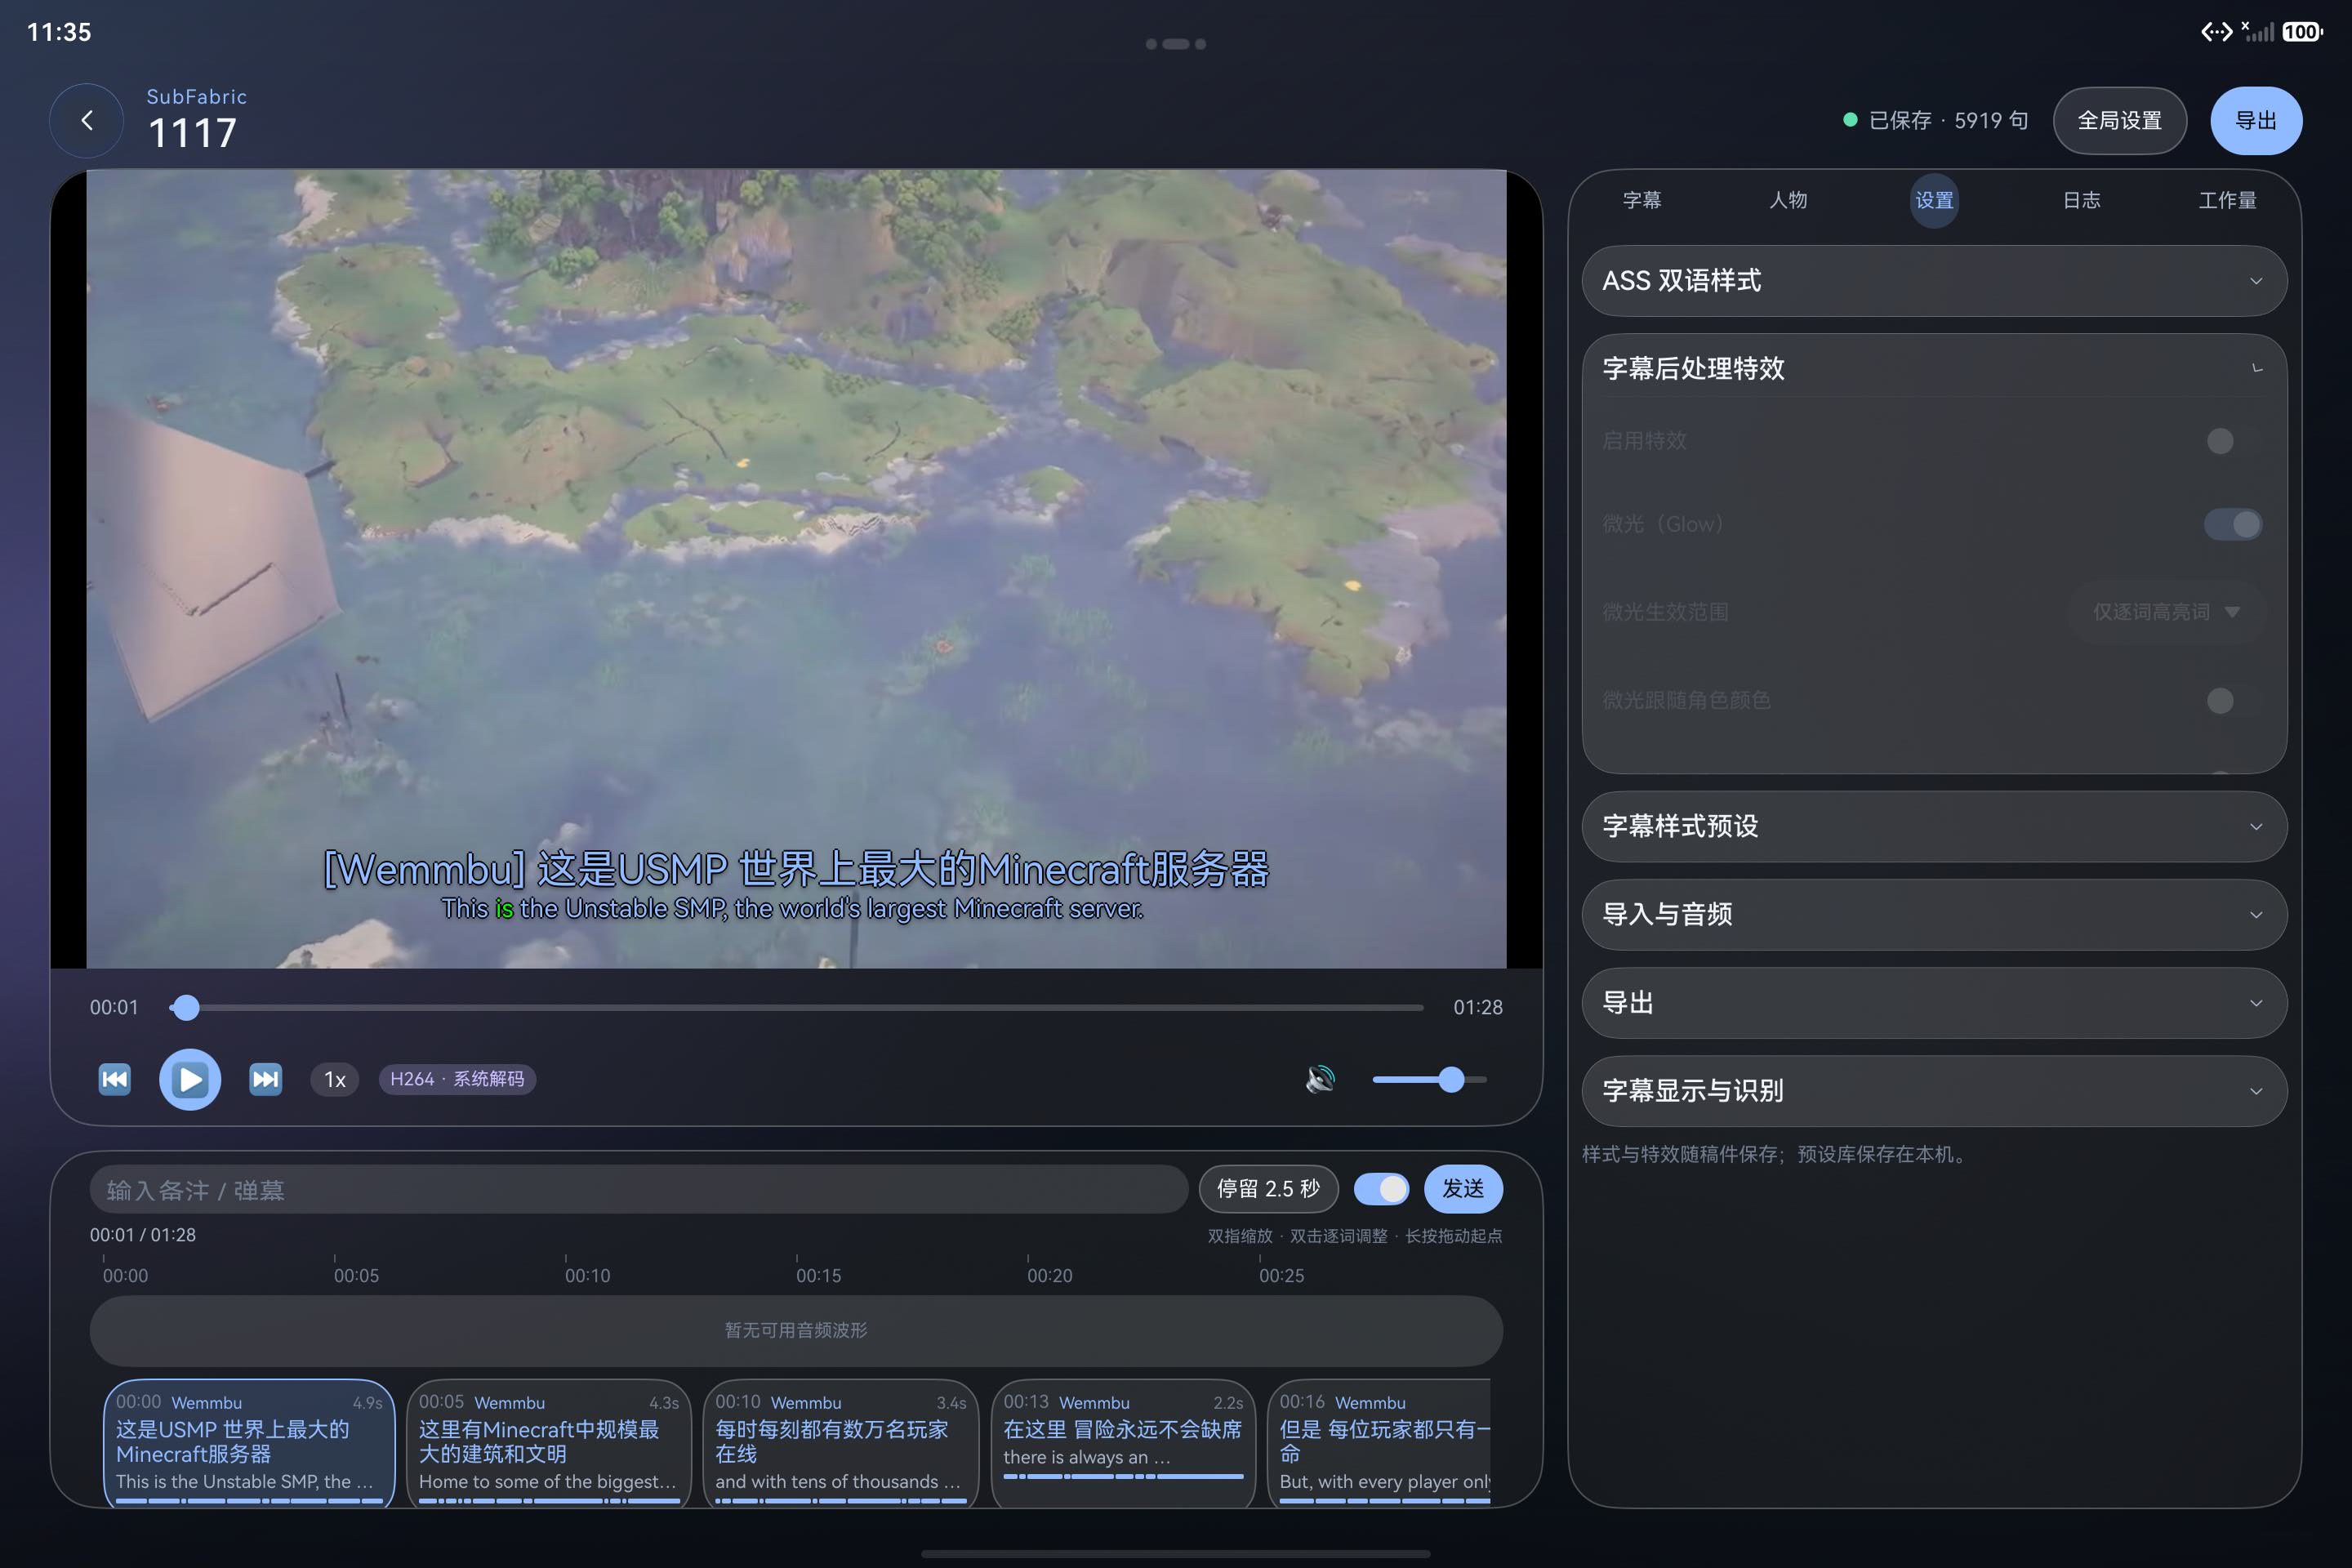 11:35
100
SubFabric
1117
已保存 · 5919 句
全局设置
导出
[Wemmbu] 这是USMP 世界上最大的Minecraft服务器
This is the Unstable SMP, the world's largest Minecraft server.
00:01
01:28
1x
H264 · 系统解码
输入备注 / 弹幕
停留 2.5 秒
发送
00:01 / 01:28
双指缩放 · 双击逐词调整 · 长按拖动起点
00:00
00:05
00:10
00:15
00:20
00:25
暂无可用音频波形
00:00 Wemmbu 4.9s
这是USMP 世界上最大的
Minecraft服务器
This is the Unstable SMP, the ...
00:05 Wemmbu 4.3s
这里有Minecraft中规模最
大的建筑和文明
Home to some of the biggest...
00:10 Wemmbu 3.4s
每时每刻都有数万名玩家
在线
and with tens of thousands ...
00:13 Wemmbu 2.2s
在这里 冒险永远不会缺席
there is always an ...
00:16 Wemmbu
但是 每位玩家都只有一
命
But, with every player only
字幕
人物
设置
日志
工作量
ASS 双语样式
字幕后处理特效
启用特效
微光（Glow）
微光生效范围
仅逐词高亮词
微光跟随角色颜色
字幕样式预设
导入与音频
导出
字幕显示与识别
样式与特效随稿件保存；预设库保存在本机。